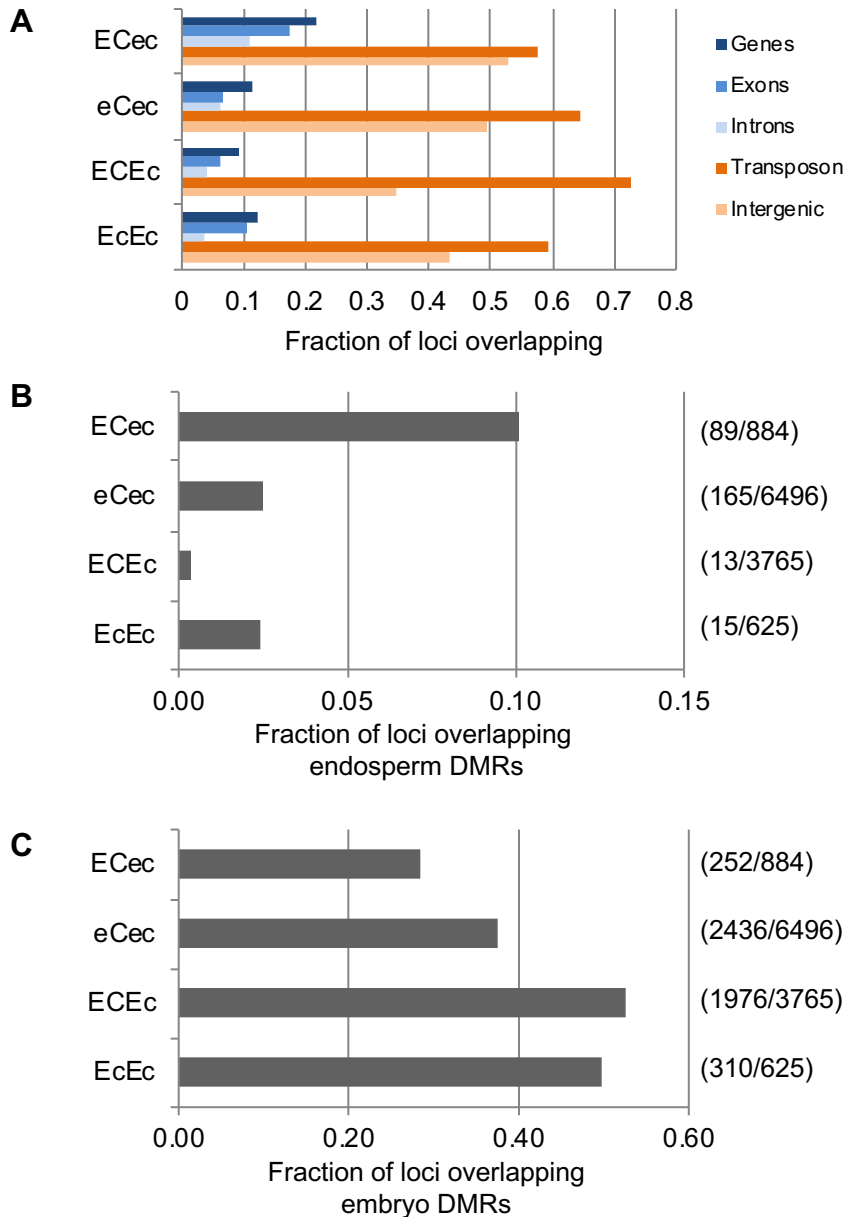 A
ECec
eCec
ECEc
EcEc
Genes
Exons
Introns
Transposon
Intergenic
0 0.1 0.2 0.3 0.4 0.5 0.6 0.7 0.8
Fraction of loci overlapping
B
ECec (89/884)
eCec (165/6496)
ECEc (13/3765)
EcEc (15/625)
0.00 0.05 0.10 0.15
Fraction of loci overlapping
endosperm DMRs
C
ECec (252/884)
eCec (2436/6496)
ECEc (1976/3765)
EcEc (310/625)
0.00 0.20 0.40 0.60
Fraction of loci overlapping
embryo DMRs